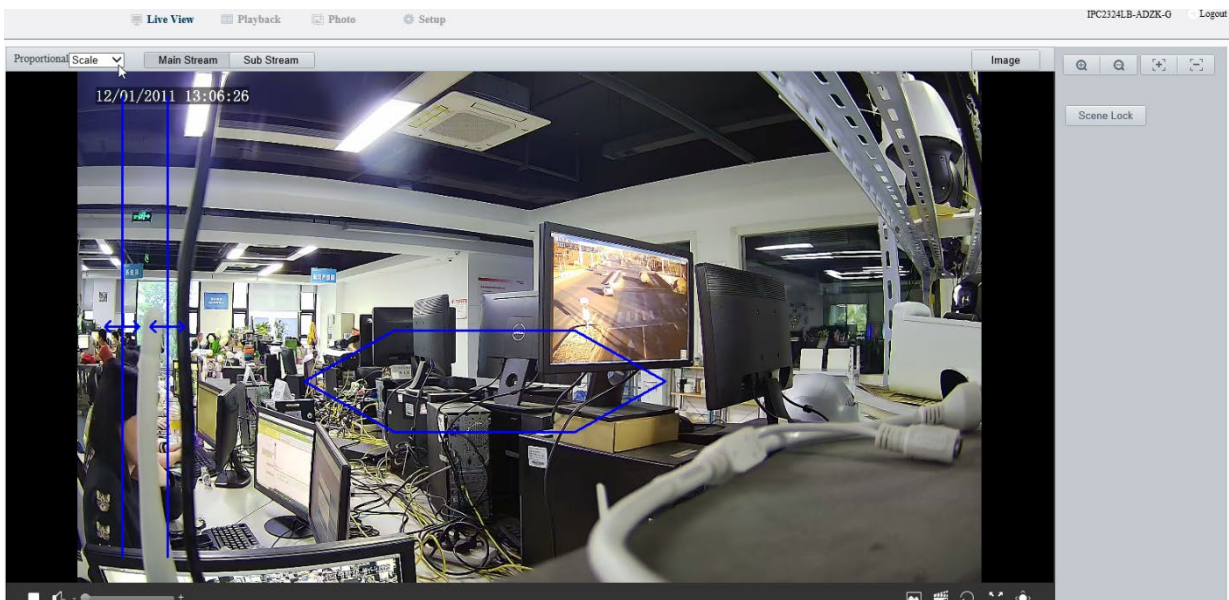 Live View Playback Photo Setup
IPC2324LB-ADZK-G Logout
Proportional Scale Main Stream Sub Stream Image
Scene Lock
12/01/2011 13:06:26
- +